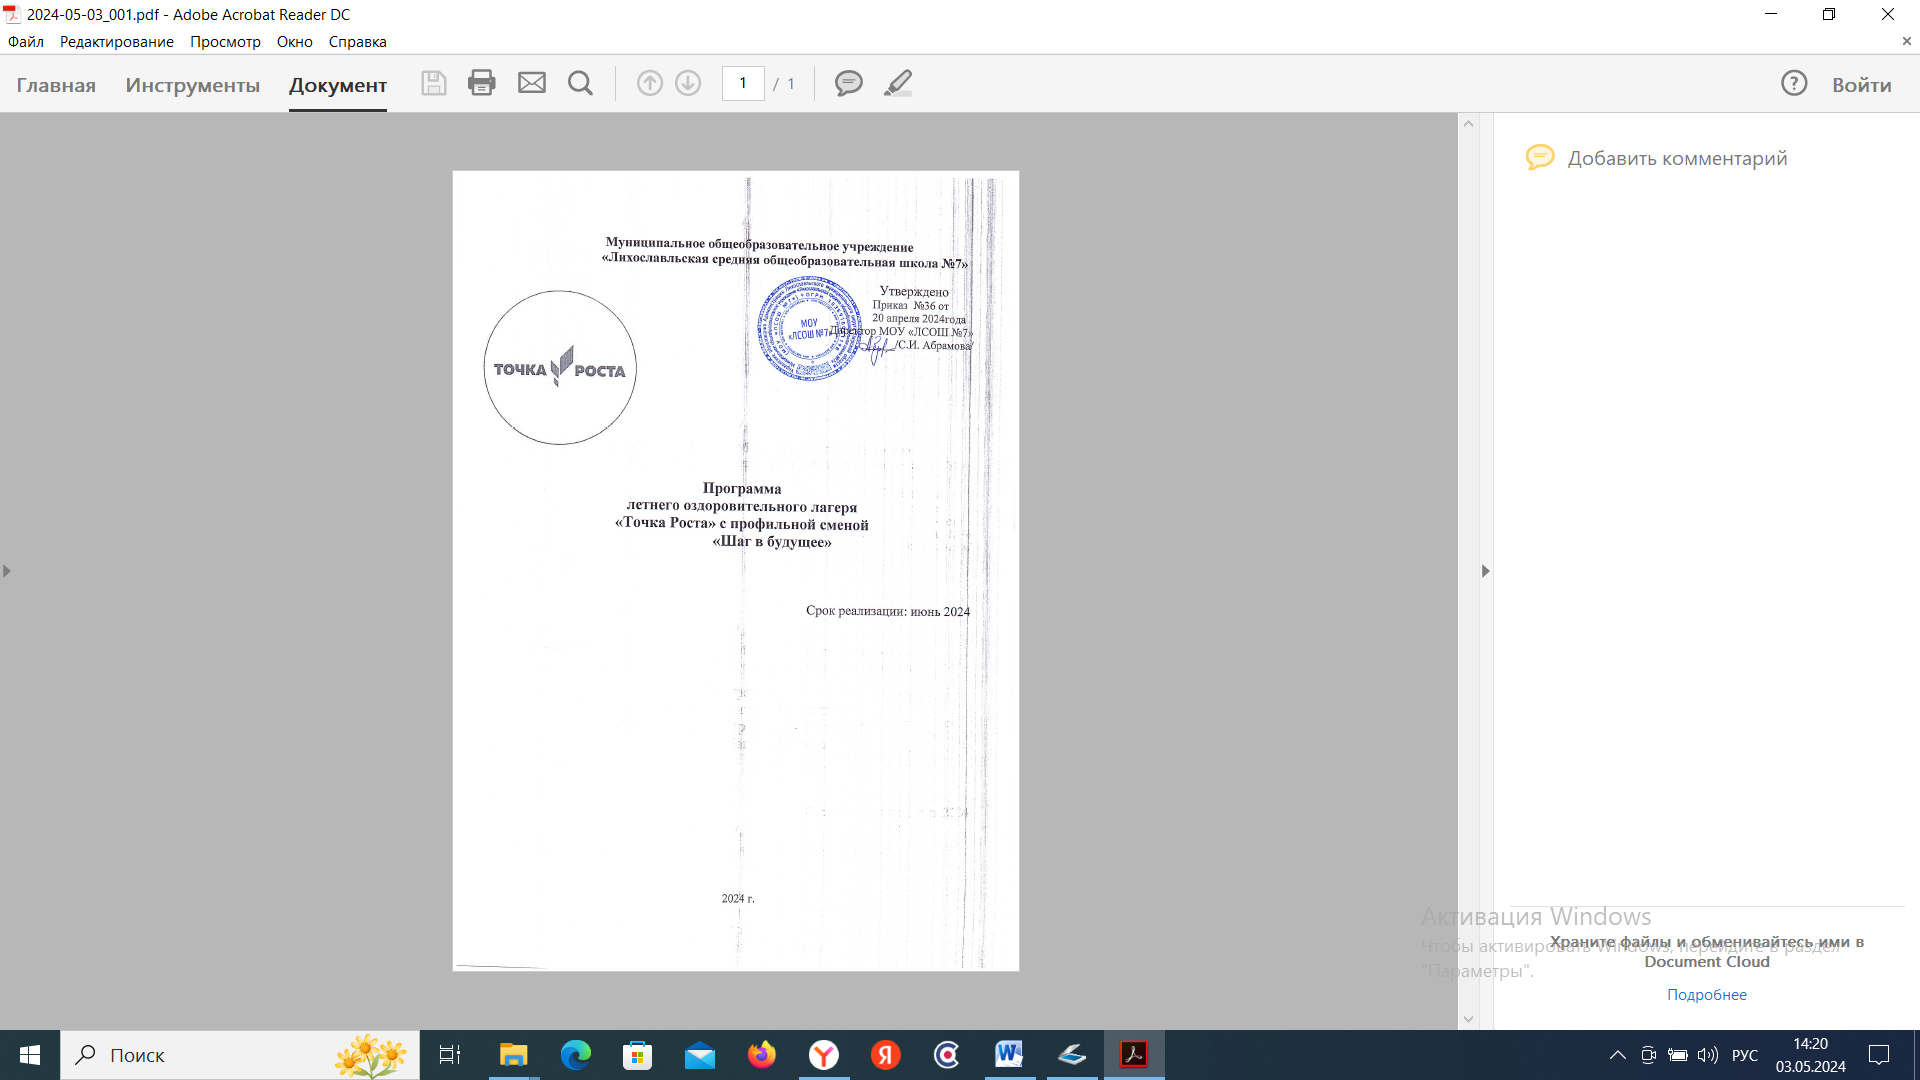 2024-05-03_001.pdf - Adobe Acrobat Reader DC
Файл Редактирование Просмотр Окно Справка
Главная Инструменты Документ 1 / 1 Войти
Добавить комментарий
Муниципальное общеобразовательное учреждение
«Лихославльская средняя общеобразовательная школа №7»
Утверждено
Приказ №36 от
20 апреля 2024года
Директор МОУ «ЛСОШ №7»
/С.И. Абрамова/
МОУ
«ЛСОШ №7»
ТОЧКА РОСТА
Программа
летнего оздоровительного лагеря
«Точка Роста» с профильной сменой
«Шаг в будущее»
Срок реализации: июнь 2024
2024 г.
Активация Windows
Чтобы активировать Windows, перейдите в раздел
"Параметры".
Храните файлы и обменивайтесь ими в
Document Cloud
Подробнее
Поиск
РУС
14:20
03.05.2024